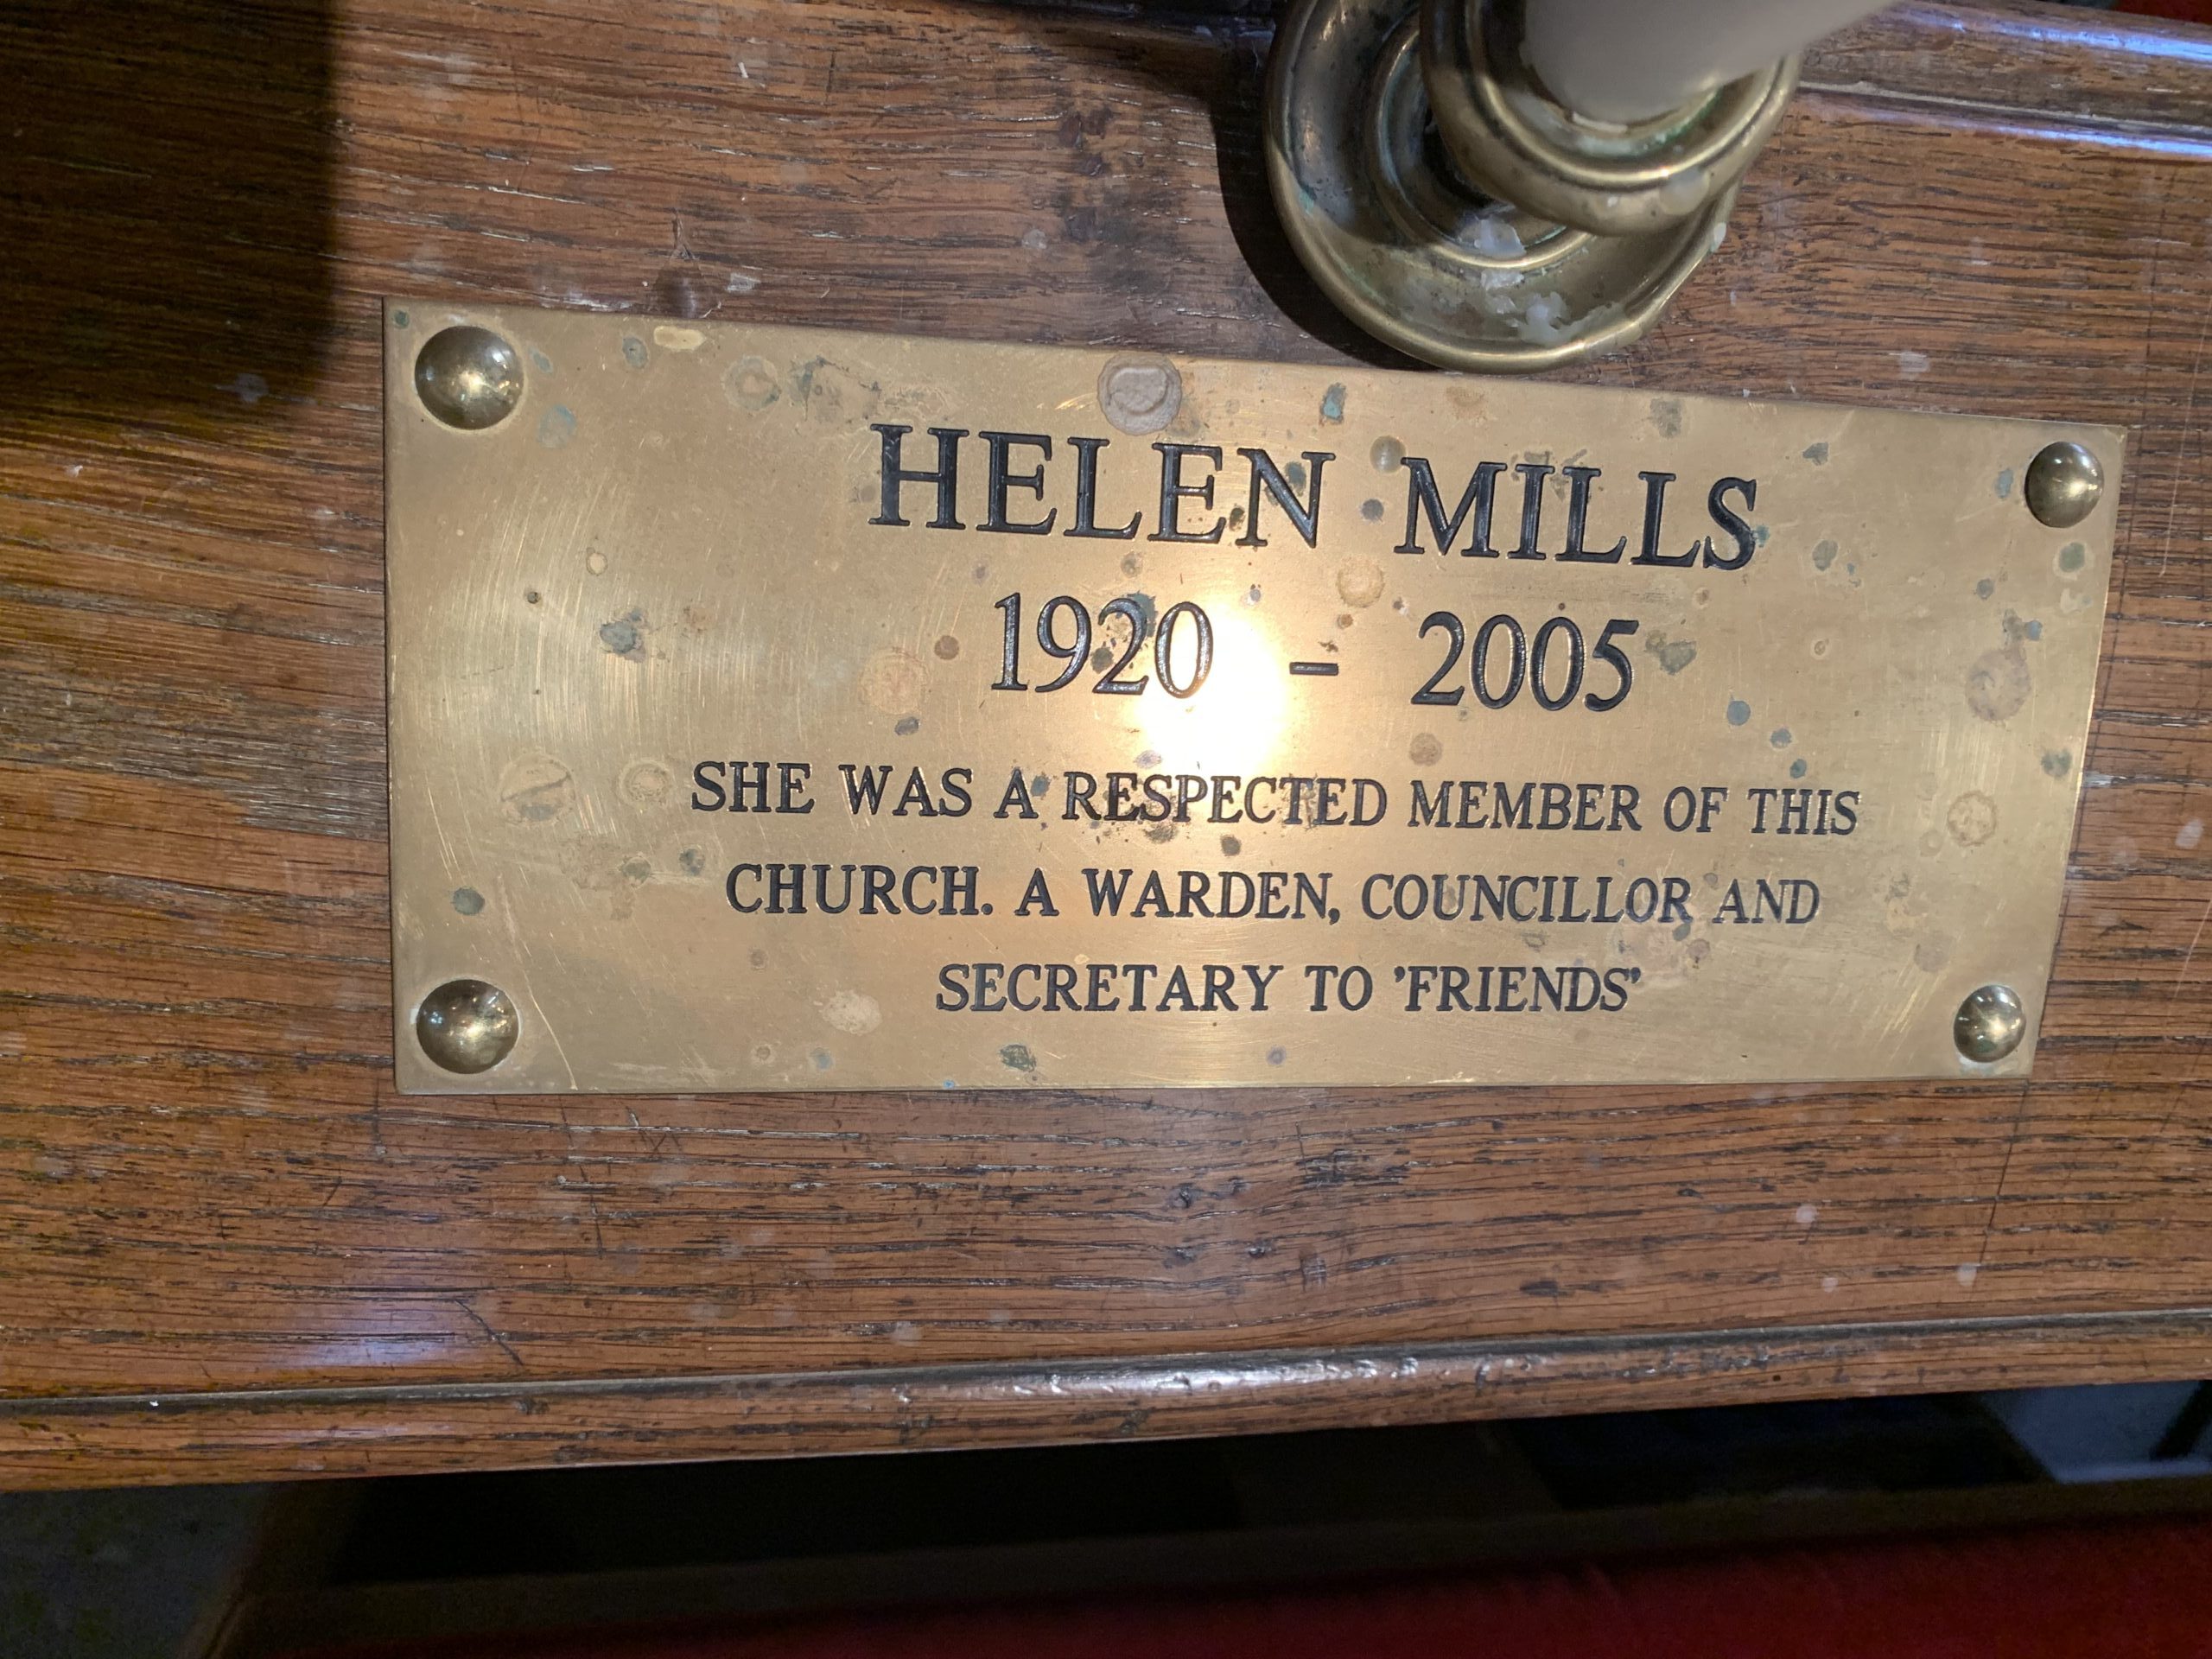 HELEN MILLS
1920 – 2005
SHE WAS A RESPECTED MEMBER OF THIS
CHURCH. A WARDEN, COUNCILLOR AND
SECRETARY TO ’FRIENDS’